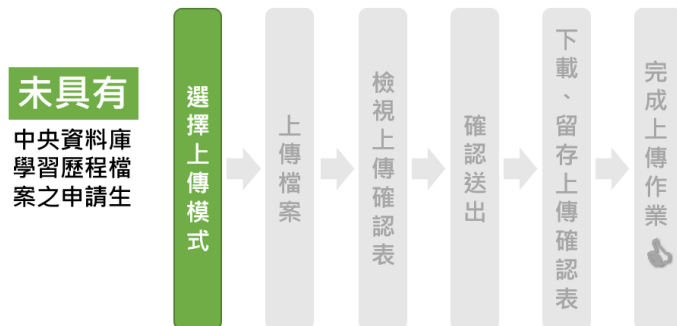 未具有
中央資料庫
學習歷程檔
案之申請生
選擇上傳模式
上傳檔案
檢視上傳確認表
確認送出
下載、留存上傳確認表
完成上傳作業